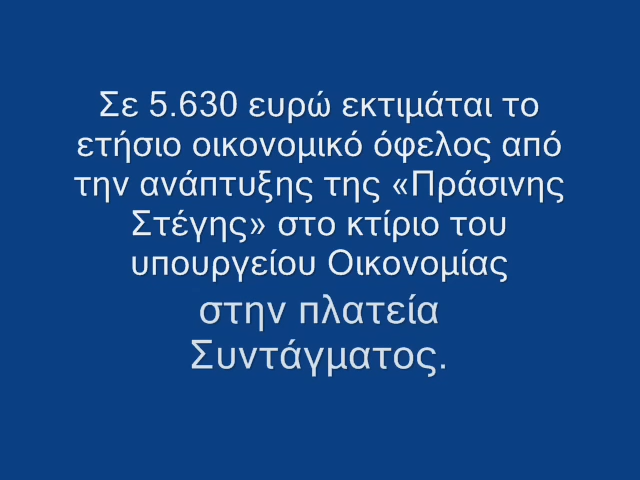 Σε 5.630 ευρώ εκτιμάται το
ετήσιο οικονομικό όφελος από
την ανάπτυξης της «Πράσινης
Στέγης» στο κτίριο του
υπουργείου Οικονομίας
στην πλατεία
Συντάγματος.